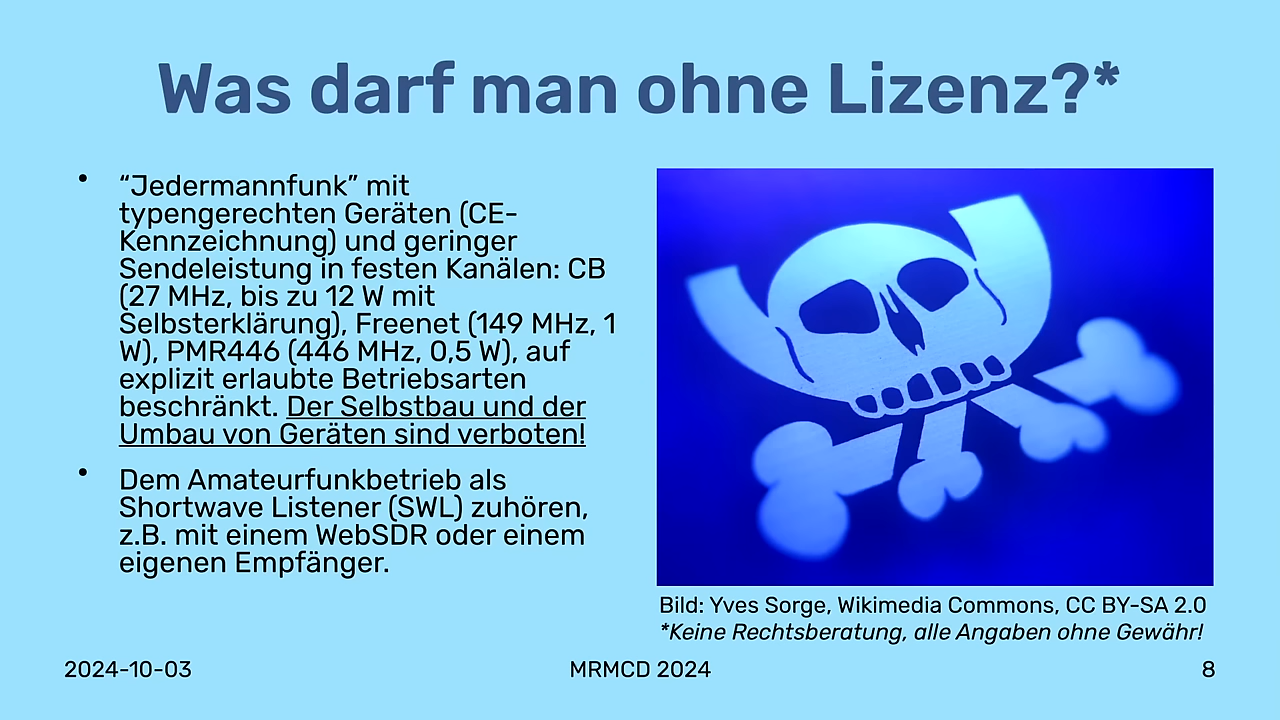 Was darf man ohne Lizenz?*
• “Jedermannfunk” mit
typengerechten Geräten (CE-
Kennzeichnung) und geringer
Sendeleistung in festen Kanälen: CB
(27 MHz, bis zu 12 W mit
Selbsterklärung), Freenet (149 MHz, 1
W), PMR446 (446 MHz, 0,5 W), auf
explizit erlaubte Betriebsarten
beschränkt. Der Selbstbau und der
Umbau von Geräten sind verboten!
• Dem Amateurfunkbetrieb als
Shortwave Listener (SWL) zuhören,
z.B. mit einem WebSDR oder einem
eigenen Empfänger.
Bild: Yves Sorge, Wikimedia Commons, CC BY-SA 2.0
*Keine Rechtsberatung, alle Angaben ohne Gewähr!
2024-10-03
MRMCD 2024
8